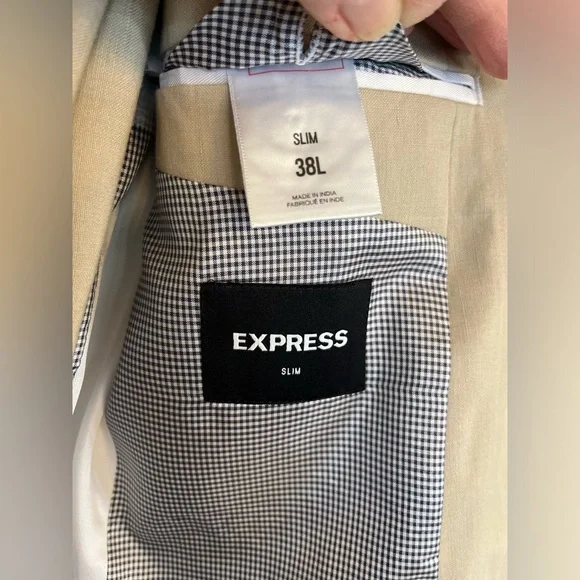 SLIM
38L
MADE IN INDIA
FABRIQUÉ EN INDE
EXPRESS
SLIM